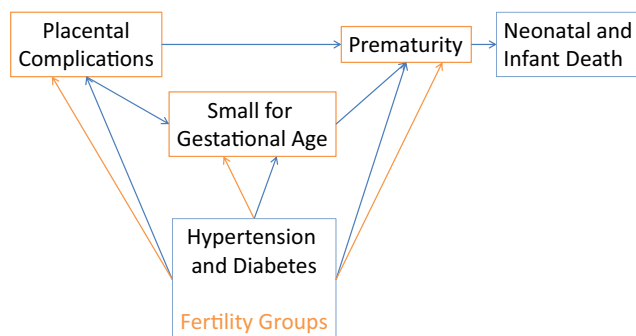 Placental
Complications
Prematurity
Neonatal and
Infant Death
Small for
Gestational Age
Hypertension
and Diabetes
Fertility Groups